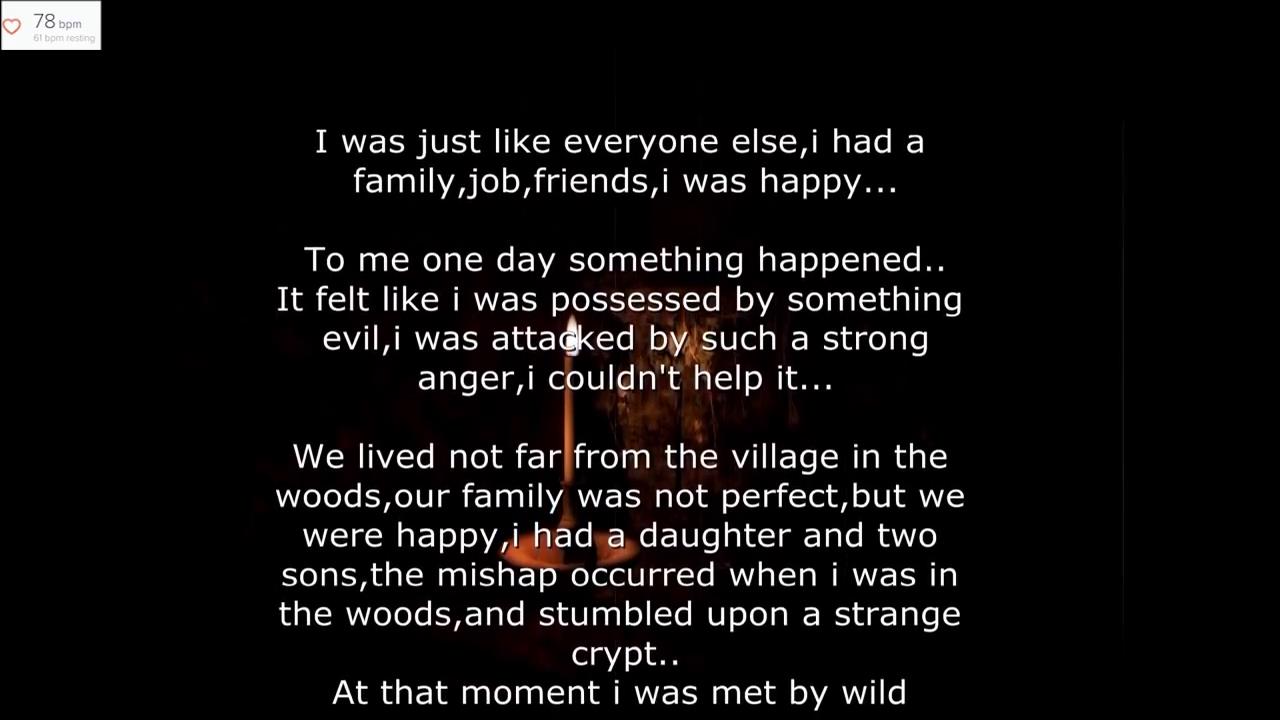 78 bpm
61 bpm resting
I was just like everyone else,i had a
family,job,friends,i was happy...
To me one day something happened..
It felt like i was possessed by something
evil,i was attacked by such a strong
anger,i couldn't help it...
We lived not far from the village in the
woods,our family was not perfect,but we
were happy,i had a daughter and two
sons,the mishap occurred when i was in
the woods,and stumbled upon a strange
crypt..
At that moment i was met by wild